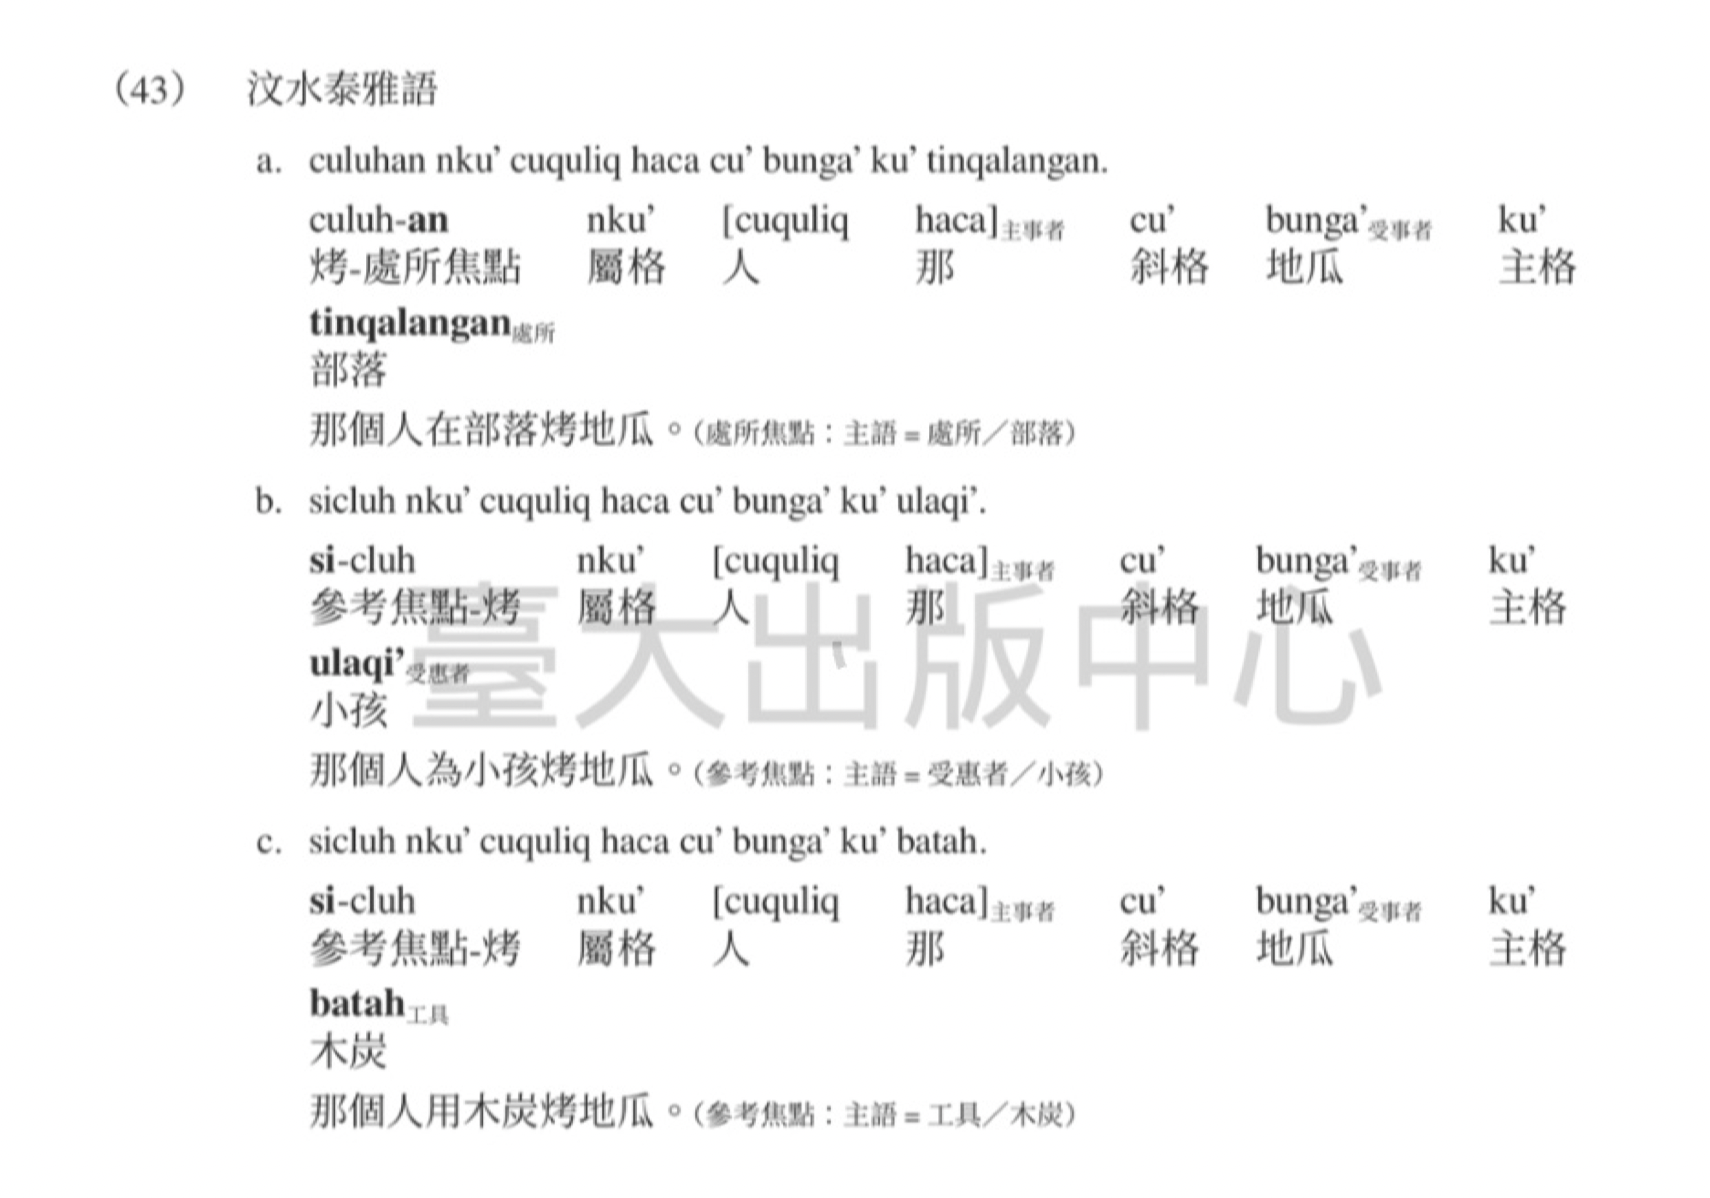 （43） 汶水泰雅語
a. culuhan nku’ cuquliq haca cu’ bunga’ ku’ tinqalangan.
culuh-an nku’ [cuquliq haca]主事者 cu’ bunga’受事者 ku’
烤-處所焦點 屬格 人 那 斜格 地瓜 主格
tinqalangan處所
部落
那個人在部落烤地瓜。（處所焦點：主語 = 處所／部落）
b. sicluh nku’ cuquliq haca cu’ bunga’ ku’ ulaqi’.
si-cluh nku’ [cuquliq haca]主事者 cu’ bunga’受事者 ku’
參考焦點-烤 屬格 人 那 斜格 地瓜 主格
ulaqi’受惠者
小孩
臺大出版中心
那個人為小孩烤地瓜。（參考焦點：主語 = 受惠者／小孩）
c. sicluh nku’ cuquliq haca cu’ bunga’ ku’ batah.
si-cluh nku’ [cuquliq haca]主事者 cu’ bunga’受事者 ku’
參考焦點-烤 屬格 人 那 斜格 地瓜 主格
batah工具
木炭
那個人用木炭烤地瓜。（參考焦點：主語 = 工具／木炭）